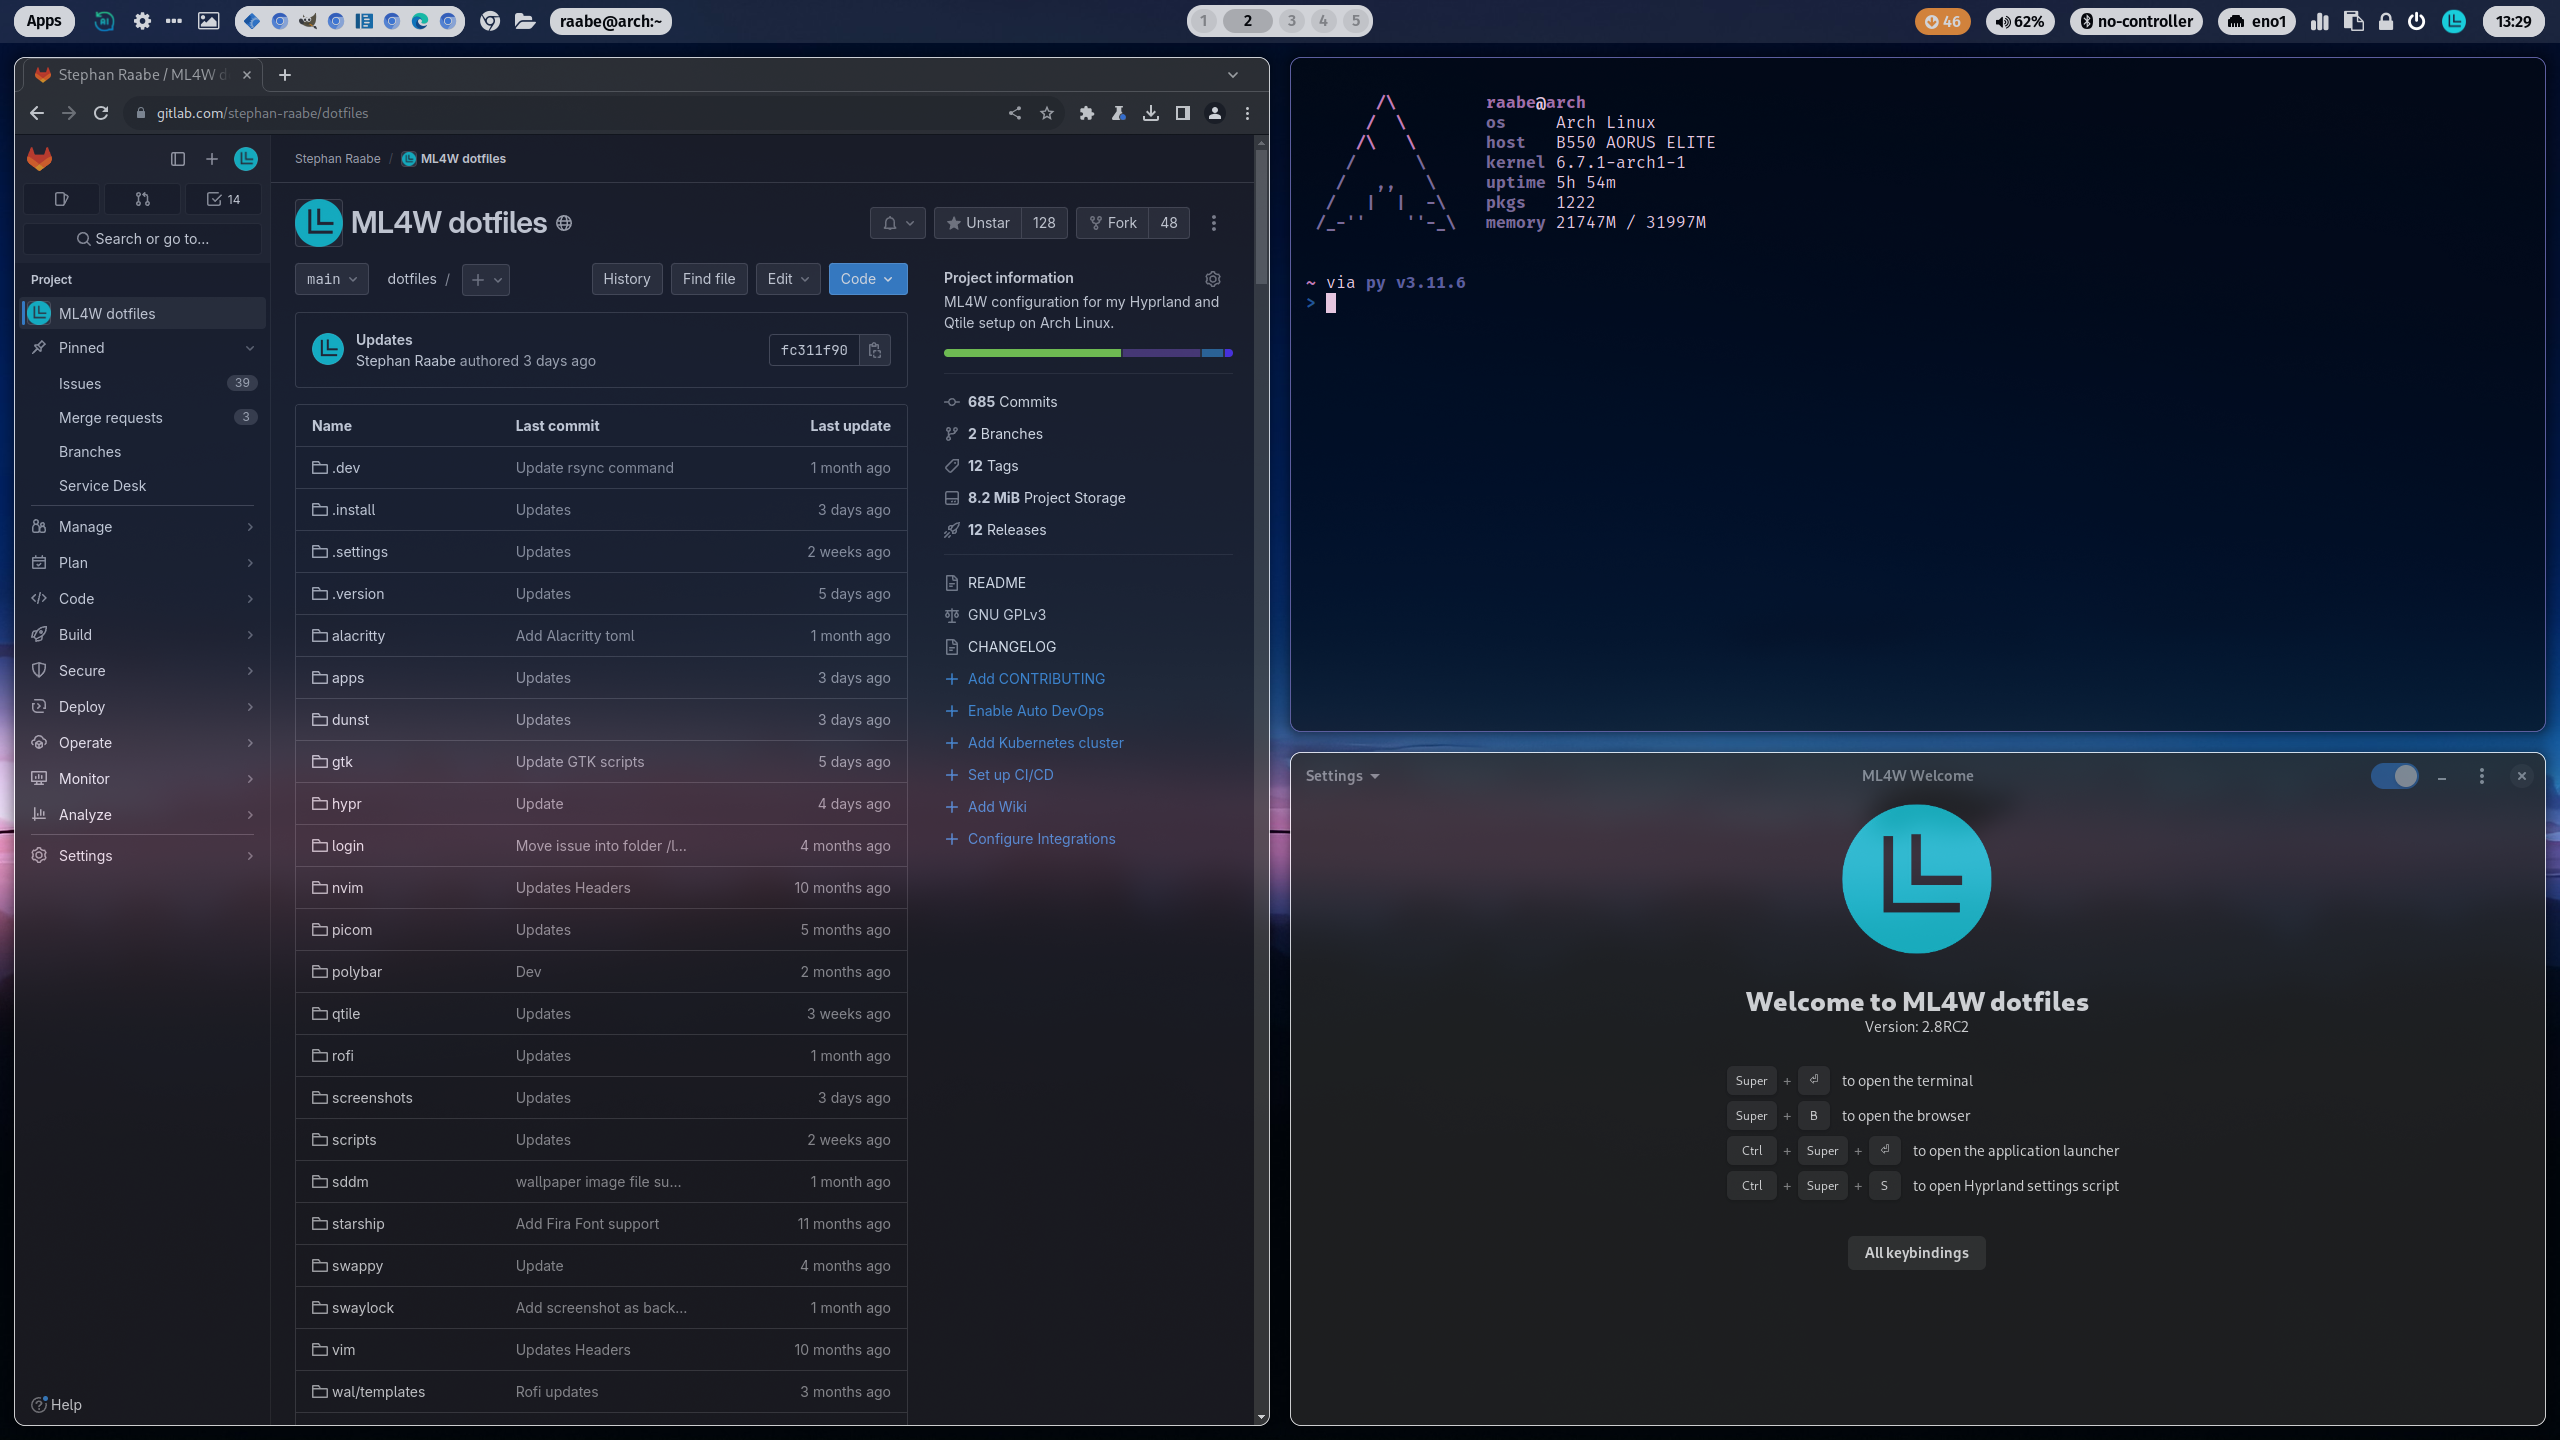 Apps
AI
raabe@arch:~
1 2 3 4 5
46
62%
no-controller
eno1
13:29
Stephan Raabe / ML4W d
gitlab.com/stephan-raabe/dotfiles
14
Search or go to...
Project
ML4W dotfiles
Pinned
Issues 39
Merge requests 3
Branches
Service Desk
Manage
Plan
Code
Build
Secure
Deploy
Operate
Monitor
Analyze
Settings
Help
Stephan Raabe / ML4W dotfiles
ML4W dotfiles
Unstar 128
Fork 48
main
dotfiles /
History
Find file
Edit
Code
Updates
Stephan Raabe authored 3 days ago
fc311f90
Name Last commit Last update
.dev Update rsync command 1 month ago
.install Updates 3 days ago
.settings Updates 2 weeks ago
.version Updates 5 days ago
alacritty Add Alacritty toml 1 month ago
apps Updates 3 days ago
dunst Updates 3 days ago
gtk Update GTK scripts 5 days ago
hypr Update 4 days ago
login Move issue into folder /l... 4 months ago
nvim Updates Headers 10 months ago
picom Updates 5 months ago
polybar Dev 2 months ago
qtile Updates 3 weeks ago
rofi Updates 1 month ago
screenshots Updates 3 days ago
scripts Updates 2 weeks ago
sddm wallpaper image file su... 1 month ago
starship Add Fira Font support 11 months ago
swappy Update 4 months ago
swaylock Add screenshot as back... 1 month ago
vim Updates Headers 10 months ago
wal/templates Rofi updates 3 months ago
Project information
ML4W configuration for my Hyprland and
Qtile setup on Arch Linux.
685 Commits
2 Branches
12 Tags
8.2 MiB Project Storage
12 Releases
README
GNU GPLv3
CHANGELOG
Add CONTRIBUTING
Enable Auto DevOps
Add Kubernetes cluster
Set up CI/CD
Add Wiki
Configure Integrations
raabe@arch
os Arch Linux
host B550 AORUS ELITE
kernel 6.7.1-arch1-1
uptime 5h 54m
pkgs 1222
memory 21747M / 31997M
~ via py v3.11.6
>
Settings
ML4W Welcome
Welcome to ML4W dotfiles
Version: 2.8RC2
Super + ⏎ to open the terminal
Super + B to open the browser
Ctrl + Super + ⏎ to open the application launcher
Ctrl + Super + S to open Hyprland settings script
All keybindings